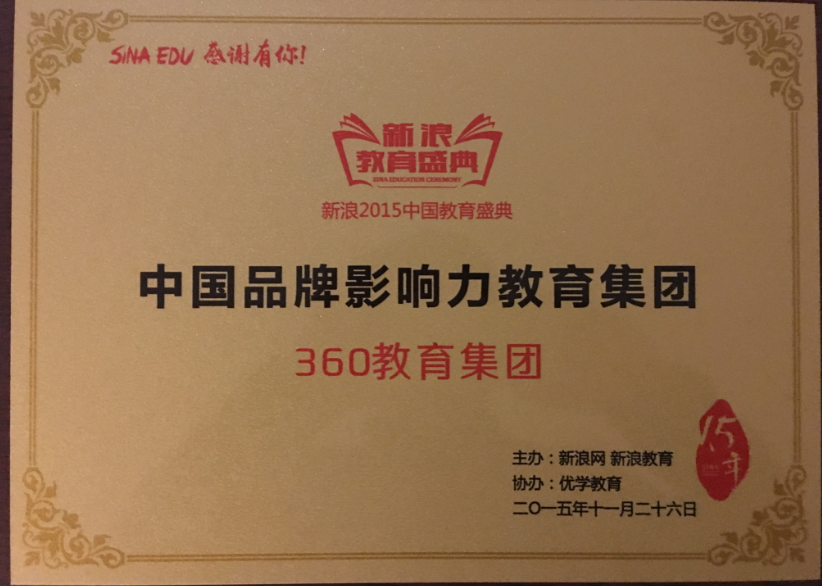 SINA EDU 感谢有你！
新浪
教育盛典
SINA EDUCATION CEREMONY
新浪2015中国教育盛典
中国品牌影响力教育集团
360教育集团
15年
主办：新浪网 新浪教育
协办：优学教育
二〇一五年十一月二十六日